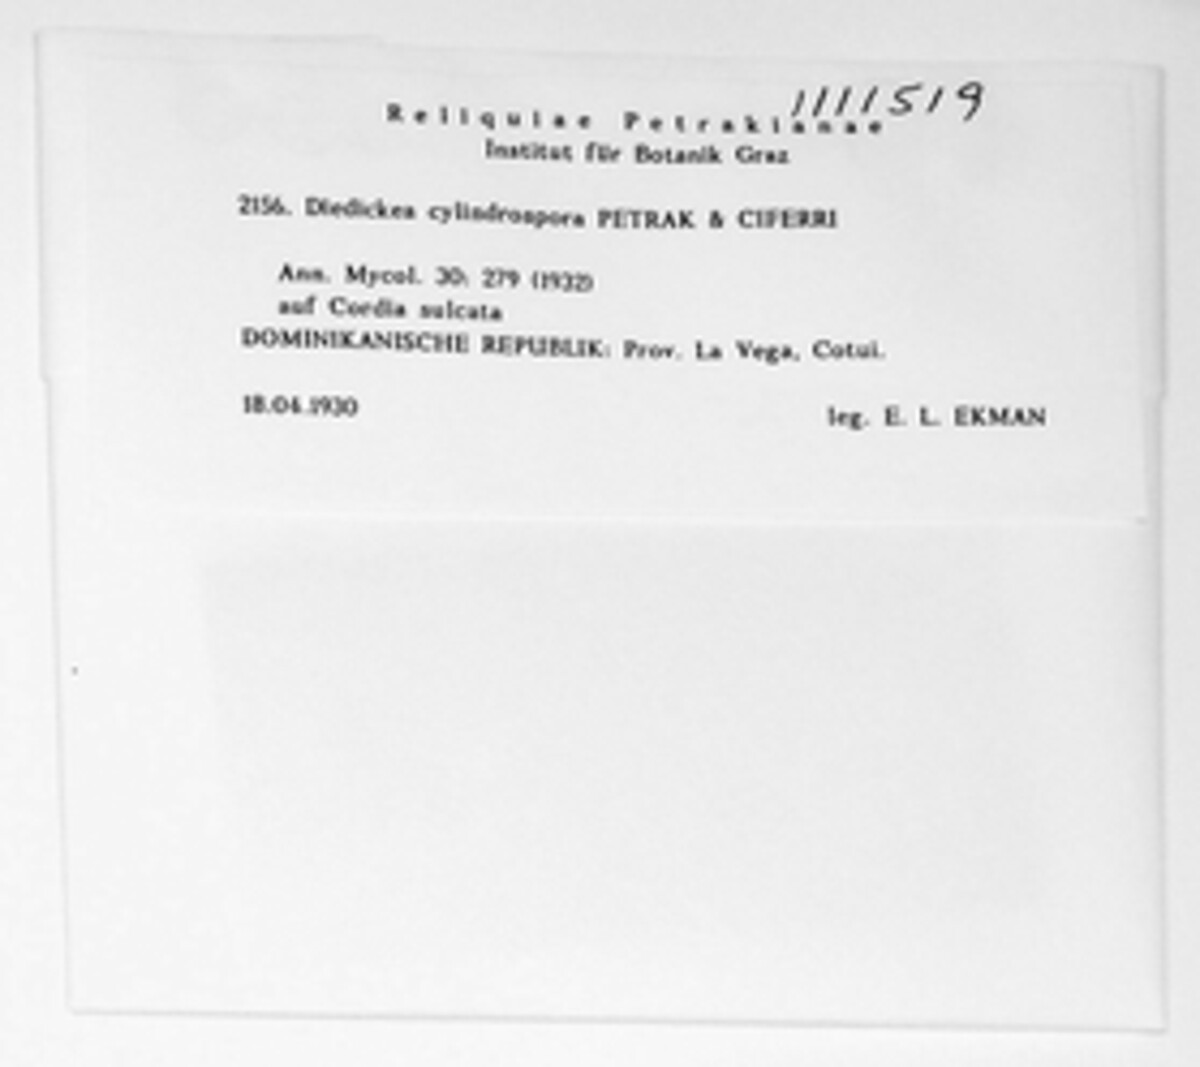 1111519
Reliquiae Petrakianae
Institut für Botanik Graz
2156. Diedickea cylindrospora PETRAK & CIFERRI
Ann. Mycol. 30: 279 (1932)
auf Cordia sulcata
DOMINIKANISCHE REPUBLIK: Prov. La Vega, Cotui.
18.04.1930 leg. E. L. EKMAN